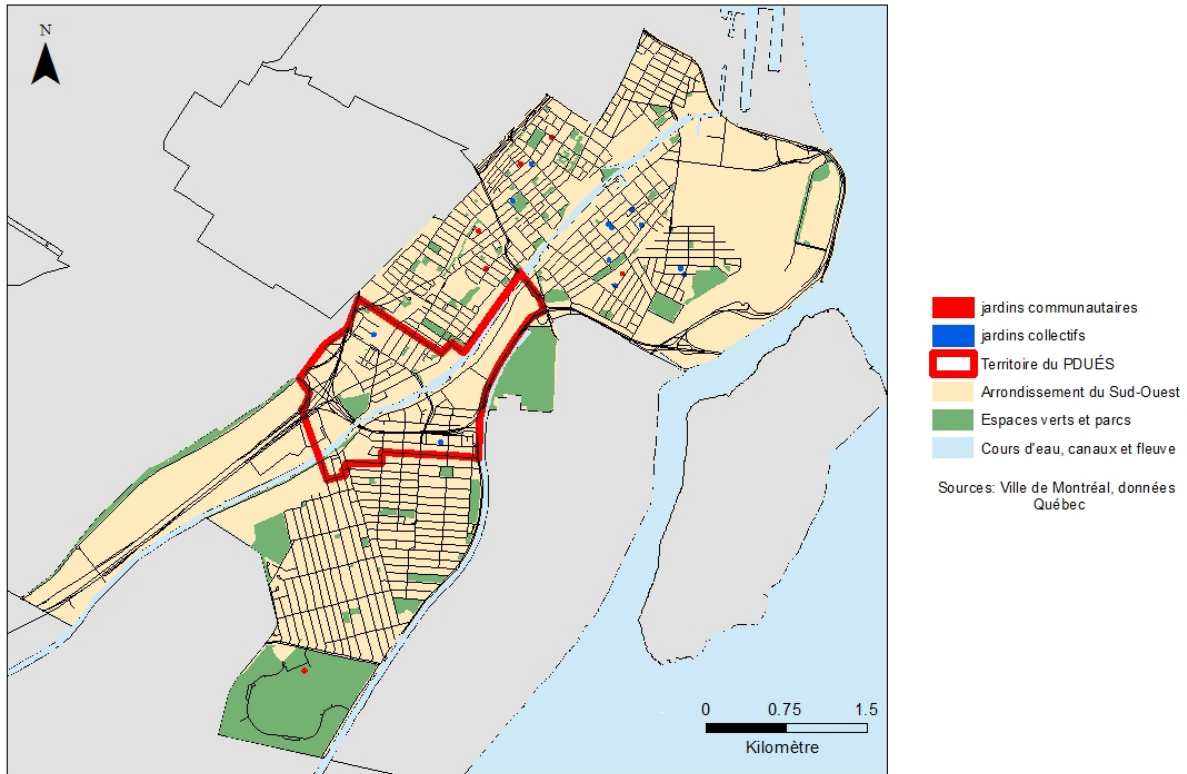 N
jardins communautaires
jardins collectifs
Territoire du PDUÉS
Arrondissement du Sud-Ouest
Espaces verts et parcs
Cours d'eau, canaux et fleuve
Sources: Ville de Montréal, données
Québec
0 0.75 1.5
Kilomètre